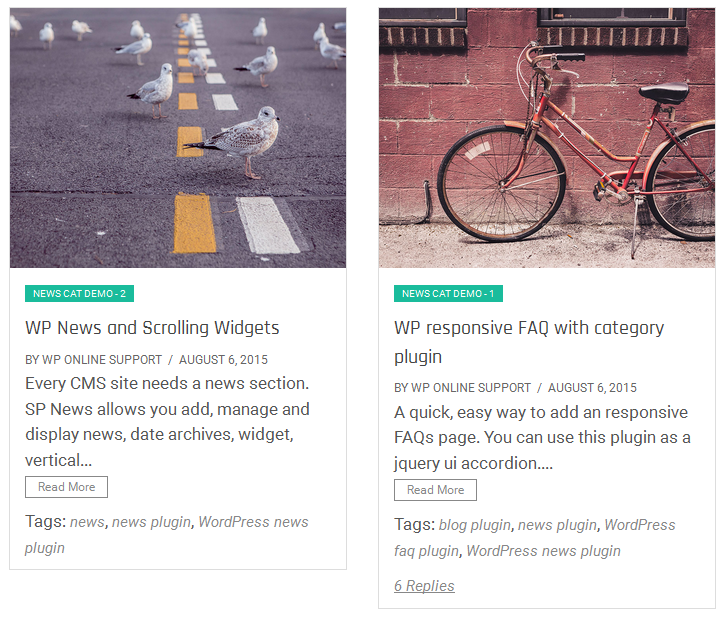 NEWS CAT DEMO - 2
WP News and Scrolling Widgets
BY WP ONLINE SUPPORT / AUGUST 6, 2015
Every CMS site needs a news section.
SP News allows you add, manage and
display news, date archives, widget,
vertical...
Read More
Tags: news, news plugin, WordPress news
plugin
NEWS CAT DEMO - 1
WP responsive FAQ with category
plugin
BY WP ONLINE SUPPORT / AUGUST 6, 2015
A quick, easy way to add an responsive
FAQs page. You can use this plugin as a
jquery ui accordion....
Read More
Tags: blog plugin, news plugin, WordPress
faq plugin, WordPress news plugin
6 Replies